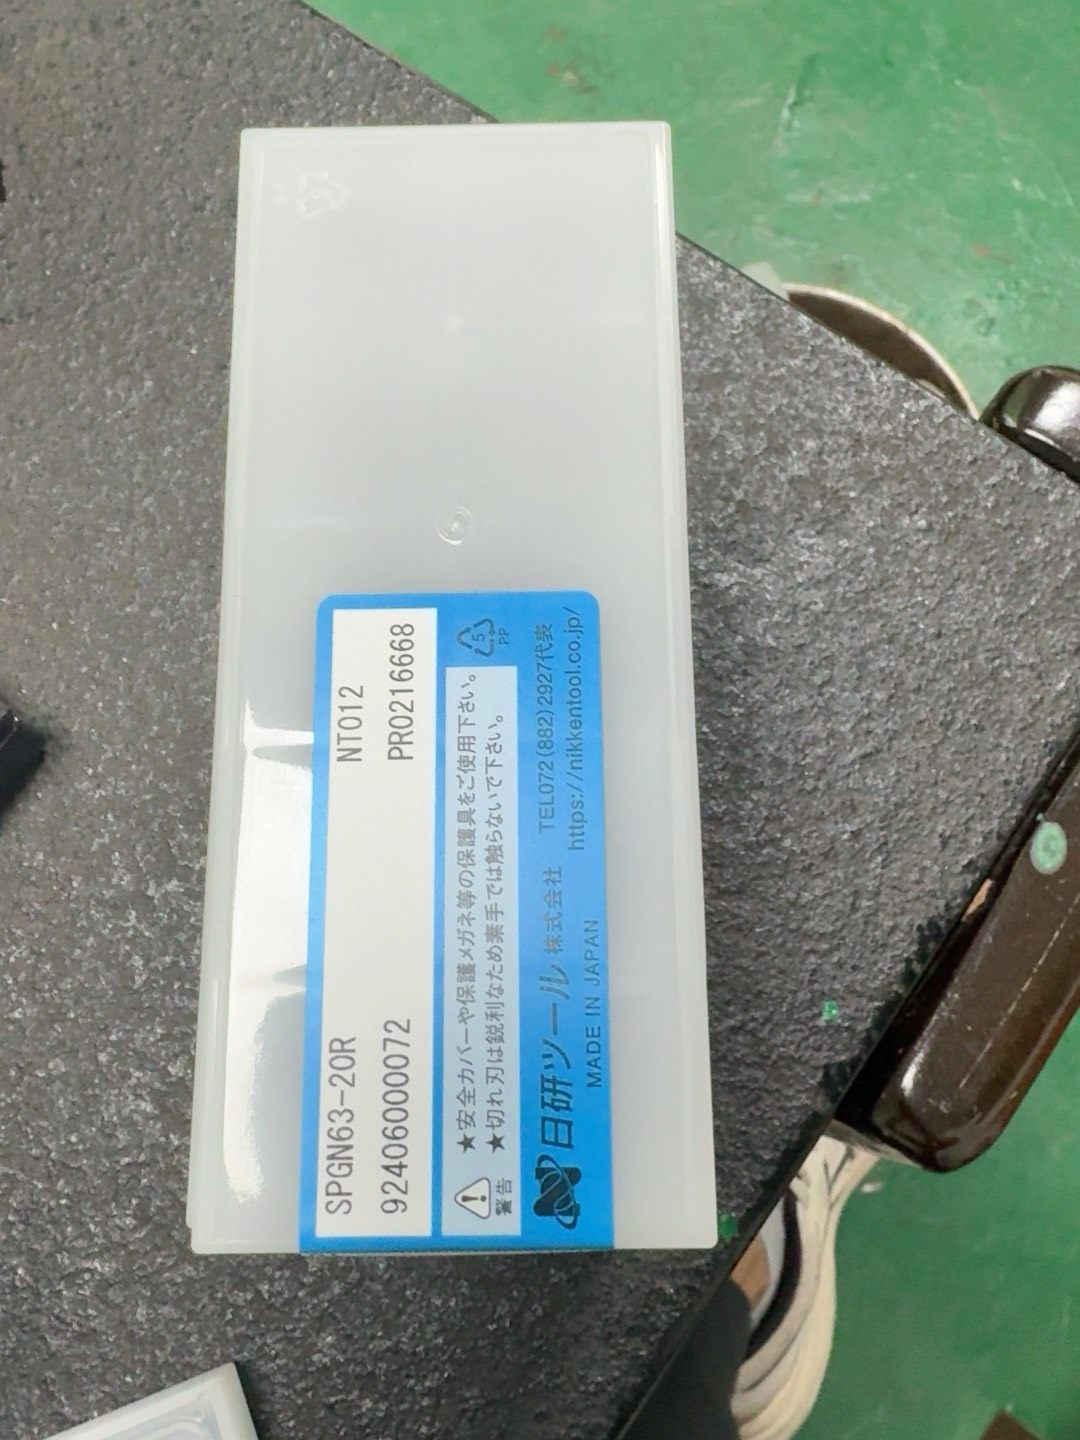 SPGN63-20R NT012
9240600072 PR0216668
警告
★安全カバーや保護メガネ等の保護具をご使用下さい。
★切れ刃は鋭利なため素手では触らないで下さい。
5
PP
日研ツール株式会社 TEL072(882)2927代表
MADE IN JAPAN https://nikkentool.co.jp/